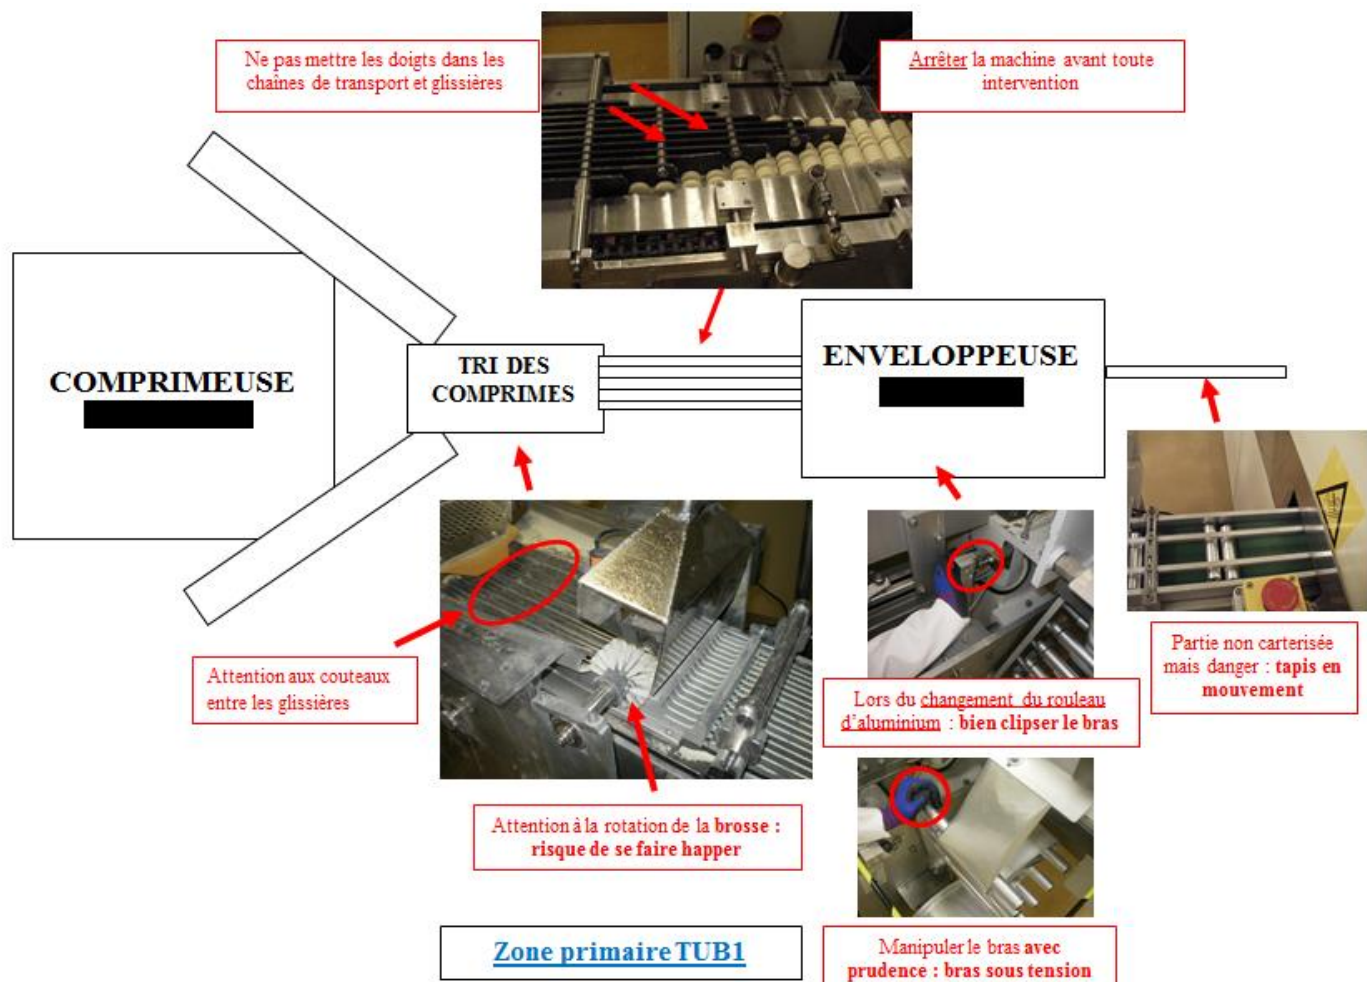 Ne pas mettre les doigts dans les
chaînes de transport et glissières
Arrêter la machine avant toute
intervention
COMPRIMEUSE
TRI DES
COMPRIMES
ENVELOPPEUSE
Attention aux couteaux
entre les glissières
Lors du changement du rouleau
d'aluminium : bien clipser le bras
Partie non carterisée
mais danger : tapis en
mouvement
Attention à la rotation de la brosse :
risque de se faire happer
Zone primaire TUB1
Manipuler le bras avec
prudence : bras sous tension